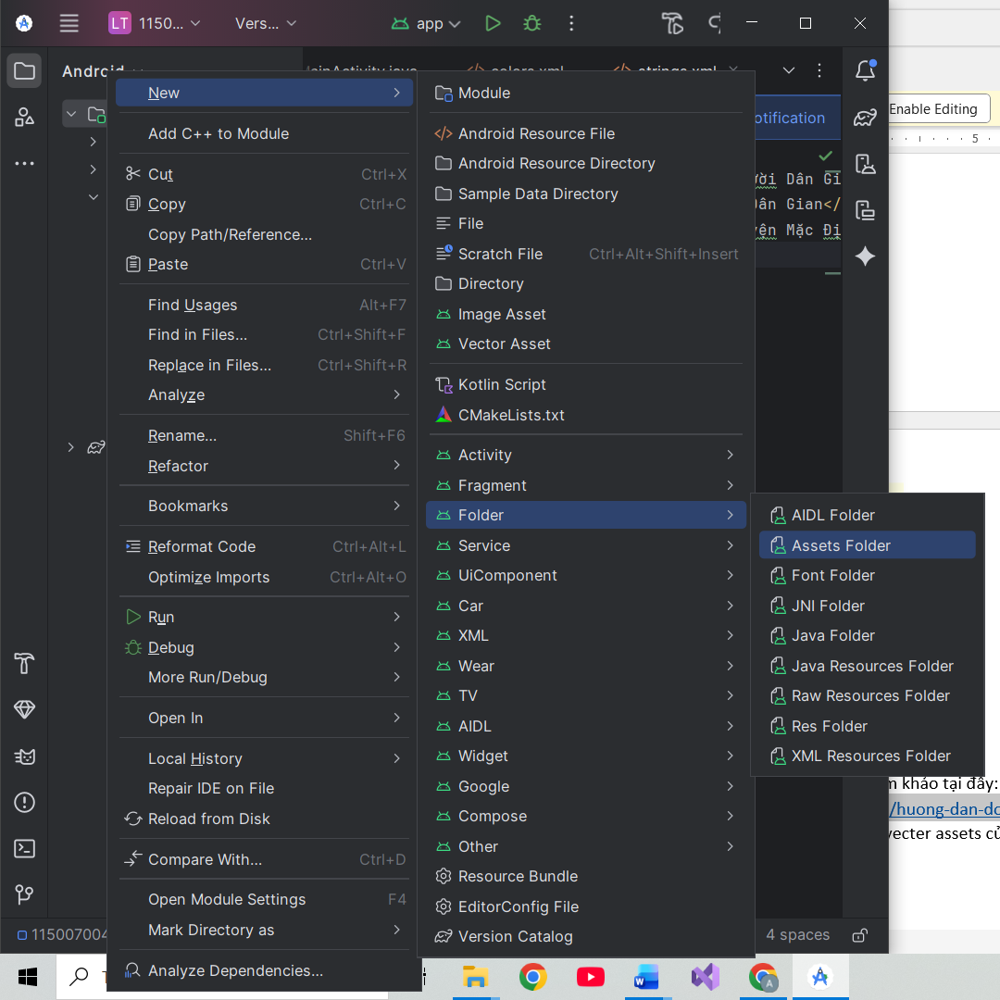 LT 1150... Vers... app
Android
strings.xml
New
Add C++ to Module
Cut Ctrl+X
Copy Ctrl+C
Copy Path/Reference...
Paste Ctrl+V
Find Usages Alt+F7
Find in Files... Ctrl+Shift+F
Replace in Files... Ctrl+Shift+R
Analyze
Rename... Shift+F6
Refactor
Bookmarks
Reformat Code Ctrl+Alt+L
Optimize Imports Ctrl+Alt+O
Run
Debug
More Run/Debug
Open In
Local History
Repair IDE on File
Reload from Disk
Compare With... Ctrl+D
Open Module Settings F4
Mark Directory as
Analyze Dependencies...
Module
Android Resource File
Android Resource Directory
Sample Data Directory
File
Scratch File Ctrl+Alt+Shift+Insert
Directory
Image Asset
Vector Asset
Kotlin Script
CMakeLists.txt
Activity
Fragment
Folder
Service
UiComponent
Car
XML
Wear
TV
AIDL
Widget
Google
Compose
Other
Resource Bundle
EditorConfig File
Version Catalog
AIDL Folder
Assets Folder
Font Folder
JNI Folder
Java Folder
Java Resources Folder
Raw Resources Folder
Res Folder
XML Resources Folder
otification
ười Dân Gi
Dân Gian</
yện Mặc Đị
Enable Editing
5
khảo tại đây:
/huong-dan-do
vecter assets củ
115007004
4 spaces